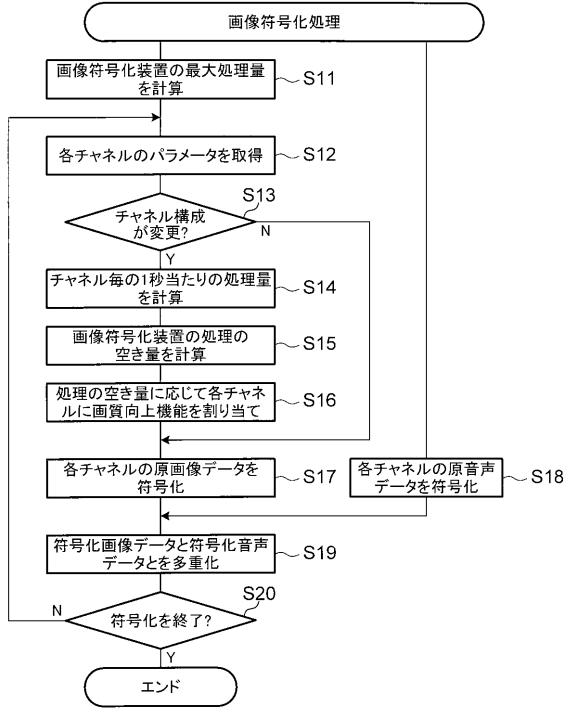 画像符号化処理
画像符号化装置の最大処理量
を計算
S11
各チャネルのパラメータを取得
S12
チャネル構成
が変更?
S13
N
Y
チャネル毎の1秒当たりの処理量
を計算
S14
画像符号化装置の処理の
空き量を計算
S15
処理の空き量に応じて各チャネ
ルに画質向上機能を割り当て
S16
各チャネルの原画像データを
符号化
S17
各チャネルの原音声
データを符号化
S18
符号化画像データと符号化音声
データとを多重化
S19
符号化を終了?
S20
N
Y
エンド